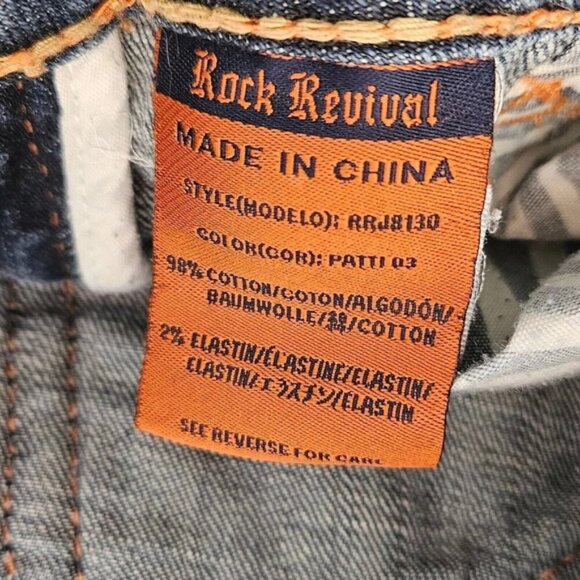 Rock Revival
MADE IN CHINA
STYLE(MODELO): RRJ8130
COLOR(COR): PATTI 03
98% COTTON/COTON/ALGODÓN/
BAUMWOLLE/綿/COTTON
2% ELASTIN/ÉLASTINE/ELASTIN/
ELASTIN/エラスチン/ELASTIN
SEE REVERSE FOR CARE